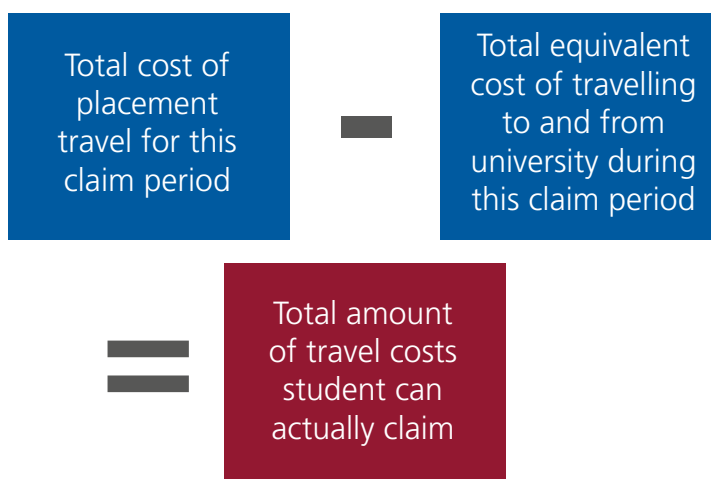 Total cost of
placement
travel for this
claim period
-
Total equivalent
cost of travelling
to and from
university during
this claim period
=
Total amount
of travel costs
student can
actually claim